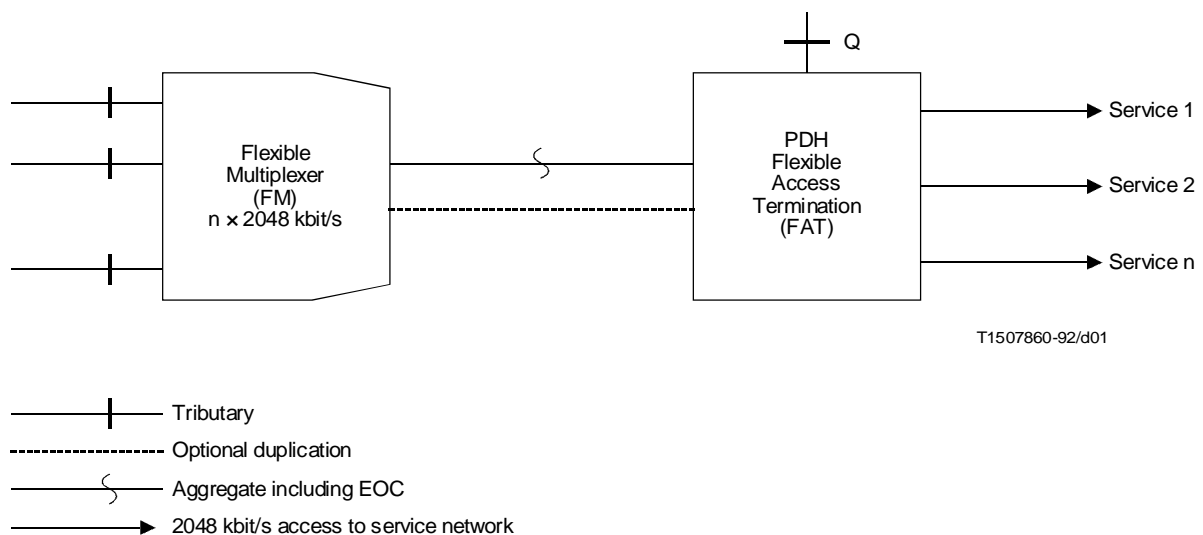 Q
Flexible
Multiplexer
(FM)
n × 2048 kbit/s
PDH
Flexible
Access
Termination
(FAT)
Service 1
Service 2
Service n
T1507860-92/d01
Tributary
Optional duplication
Aggregate including EOC
2048 kbit/s access to service network